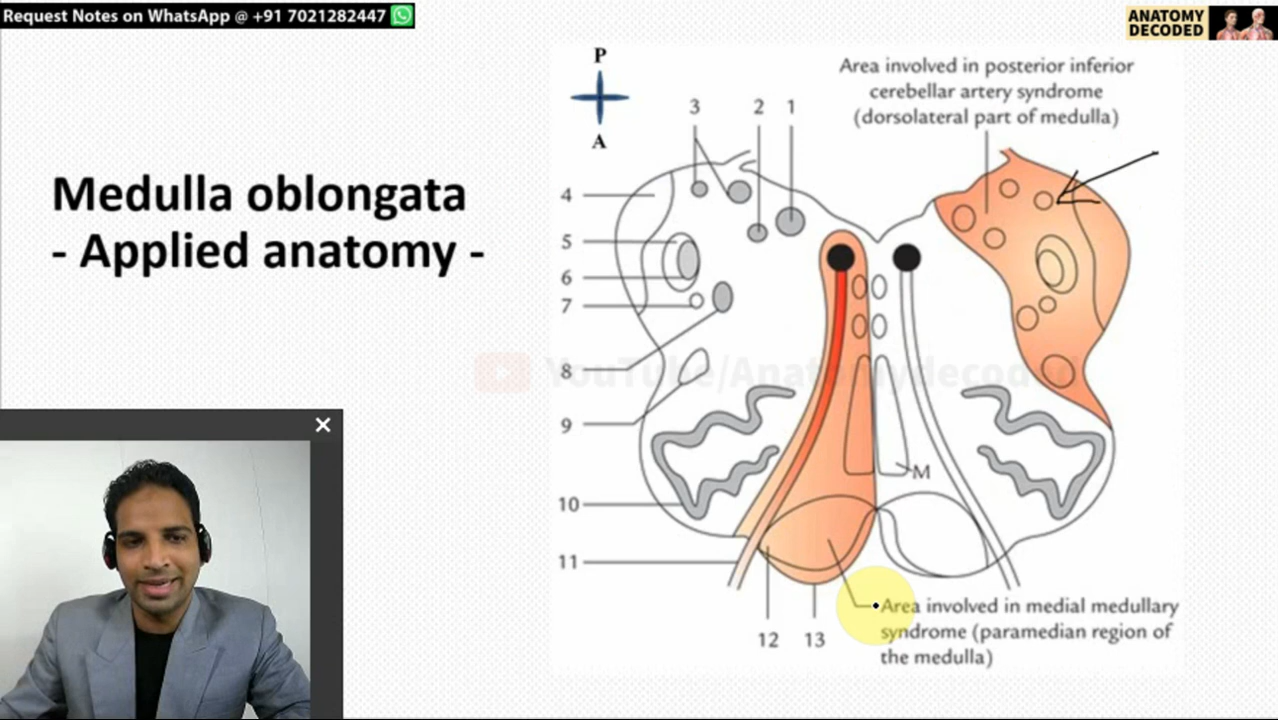 Request Notes on WhatsApp @ +91 7021282447
ANATOMY
DECODED
Medulla oblongata
- Applied anatomy -
P
A
Area involved in posterior inferior
cerebellar artery syndrome
(dorsolateral part of medulla)
3
2
1
4
5
6
7
8
9
10
11
12
13
M
YouTube/Anatomydecoded
Area involved in medial medullary
syndrome (paramedian region of
the medulla)